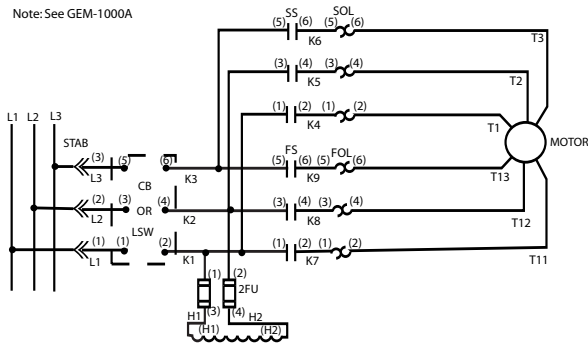 Note: See GEM-1000A
SS SOL
(5) (6) (5) (6)
K6
T3
(3) (4) (3) (4)
K5
T2
L1 L2 L3
(1) (2) (1) (2)
K4
T1
MOTOR
STAB
(3) (5) (6)
L3
CB
K3
FS FOL
(5) (6) (5) (6)
K9
T13
(2) (3) (4)
L2
OR
K2
(3) (4) (3) (4)
K8
T12
(1) (1) (2)
L1
LSW
K1
(1) (2) (1) (2)
K7
T11
(1) (2)
2FU
(3) (4)
H1 H2
(H1) (H2)